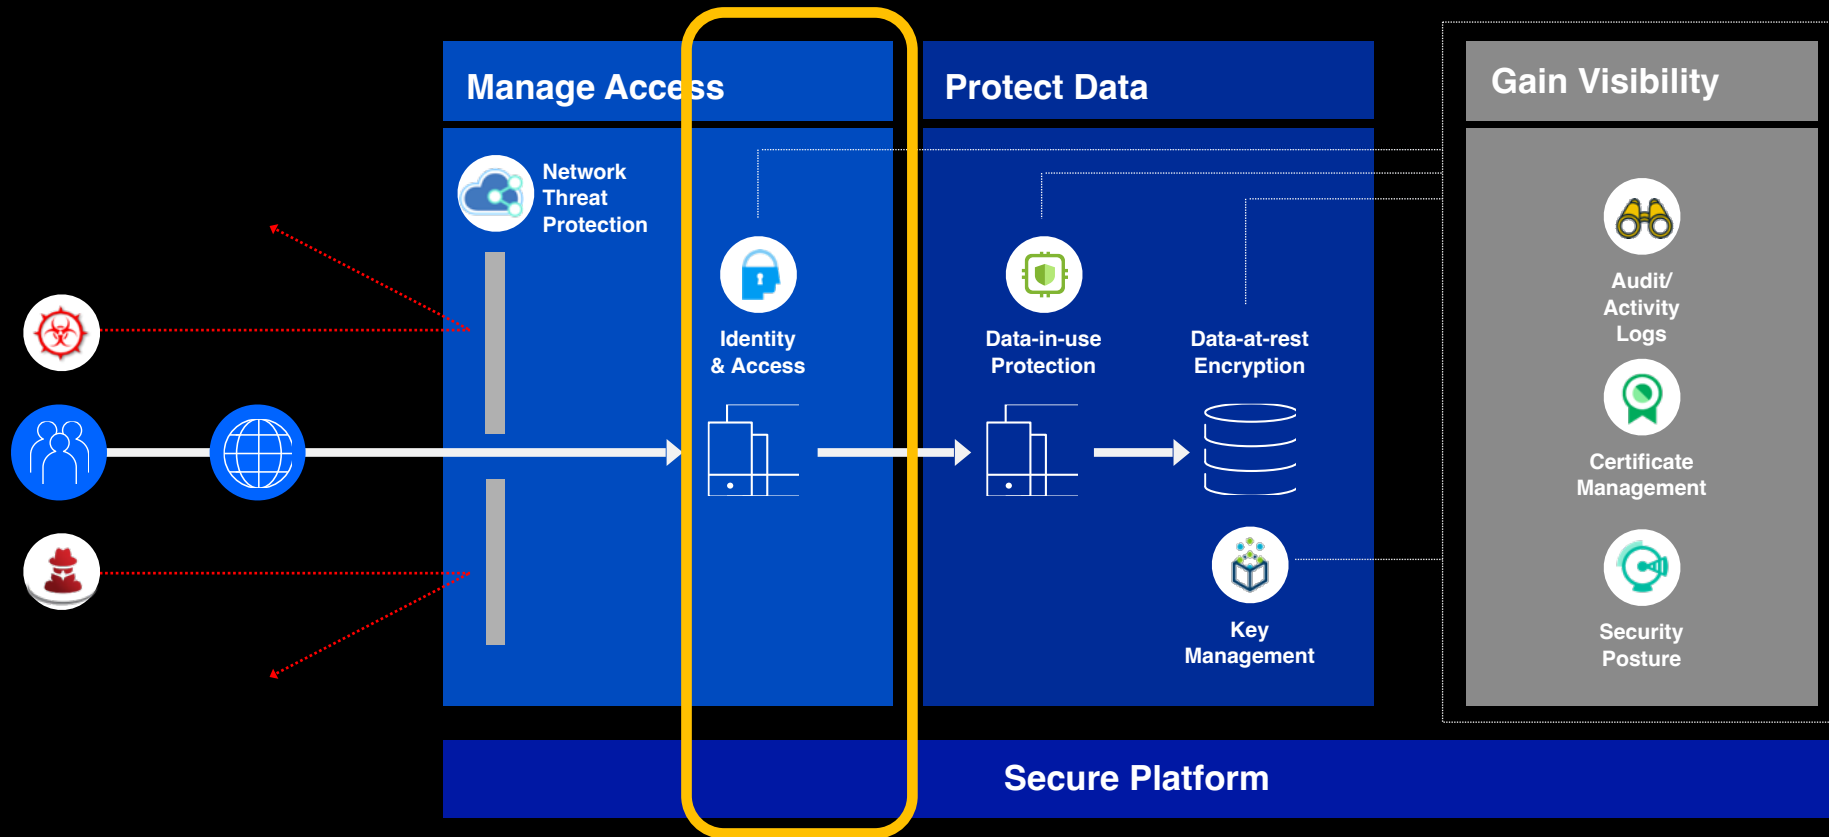 Manage Access
Protect Data
Gain Visibility
Network
Threat
Protection
Identity
& Access
Data-in-use
Protection
Data-at-rest
Encryption
Key
Management
Audit/
Activity
Logs
Certificate
Management
Security
Posture
Secure Platform